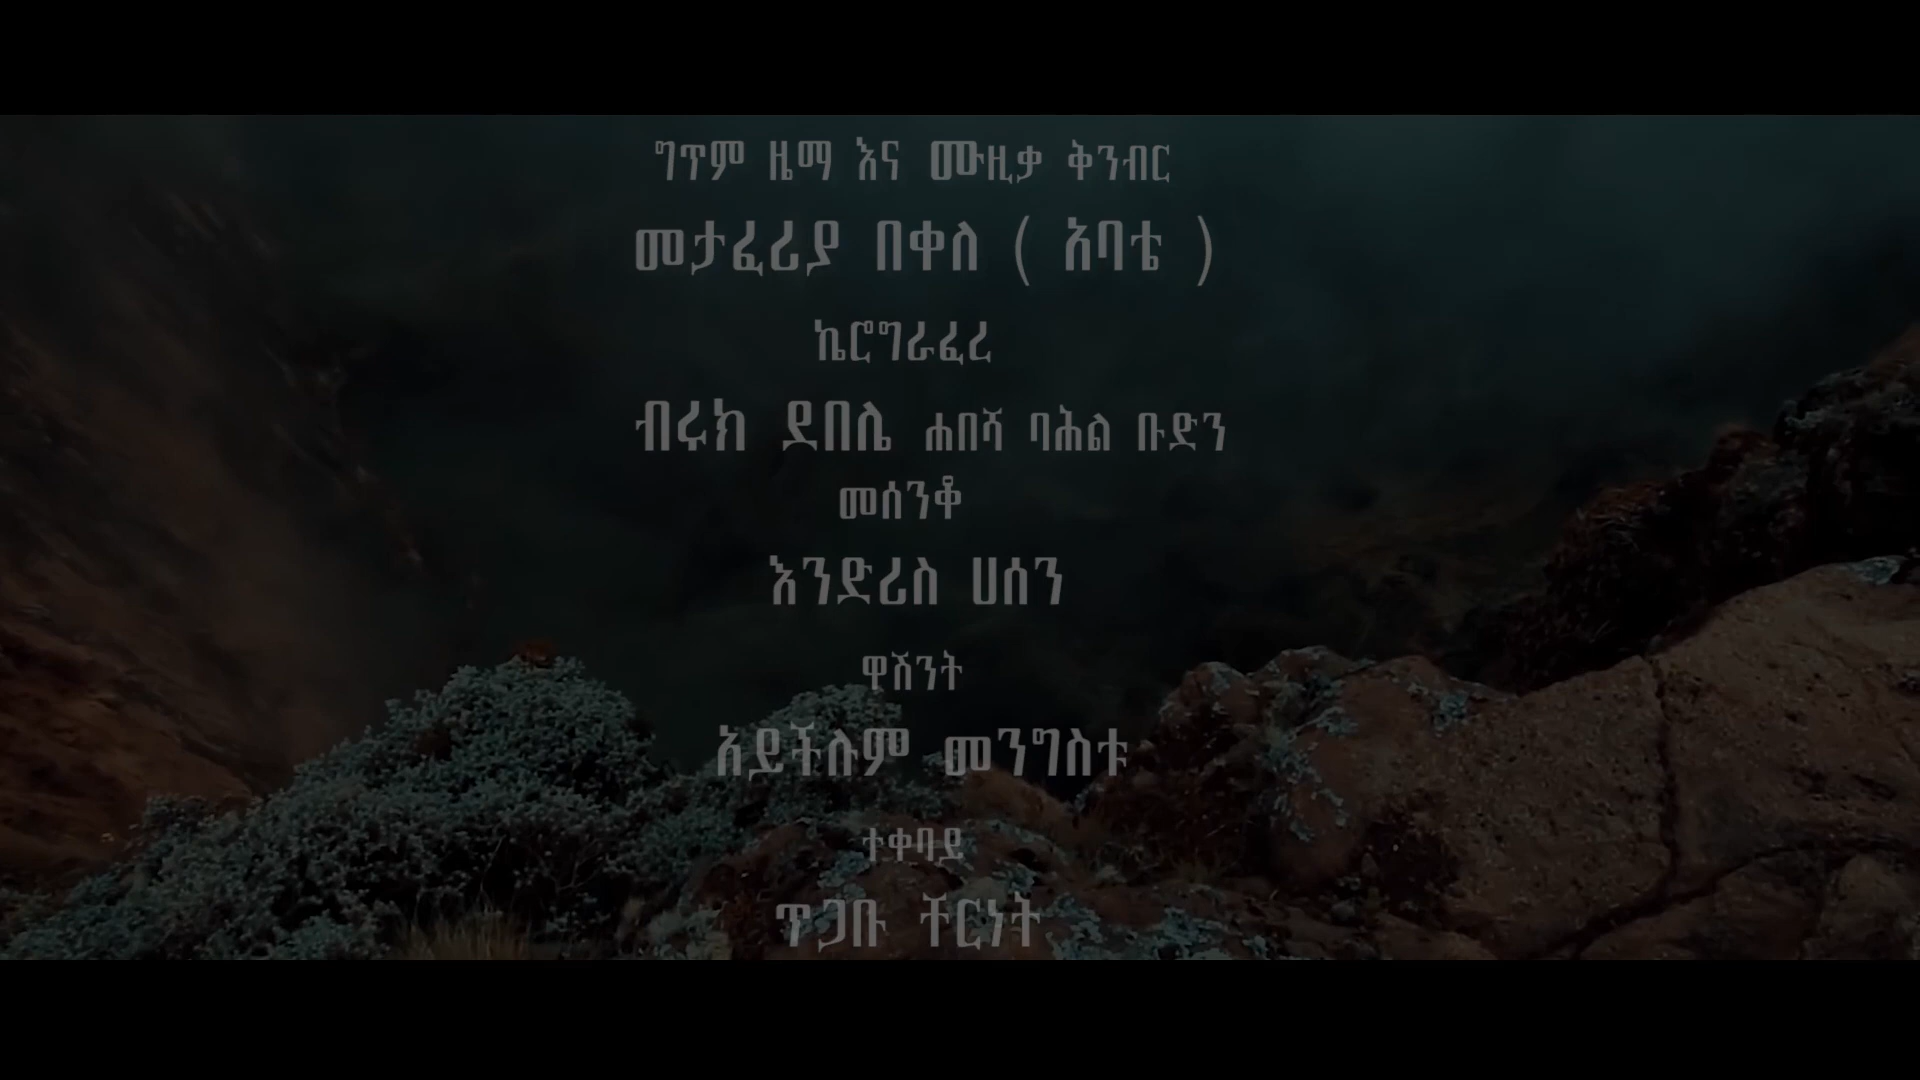 ግጥም ዜማ እና ሙዚቃ ቅንብር
መታፈሪያ በቀለ ( አባቴ )
ኬሮግራፈረ
ብሩክ ደበሌ ሐበሻ ባሕል ቡድን
መሰንቆ
እንድሪስ ሀሰን
ዋሽንት
አይችሉም መንግስቱ
ተቀባይ
ጥጋቡ ቸርነት